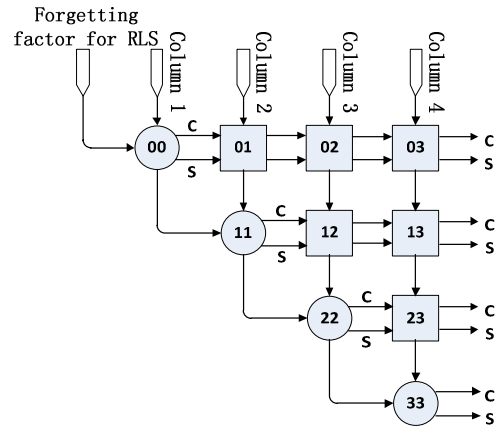 Forgetting
factor for RLS
Column 1
Column 2
Column 3
Column 4
C
00
01
02
03
C
S
S
C
11
12
13
C
S
S
C
22
23
C
S
S
33
C
S